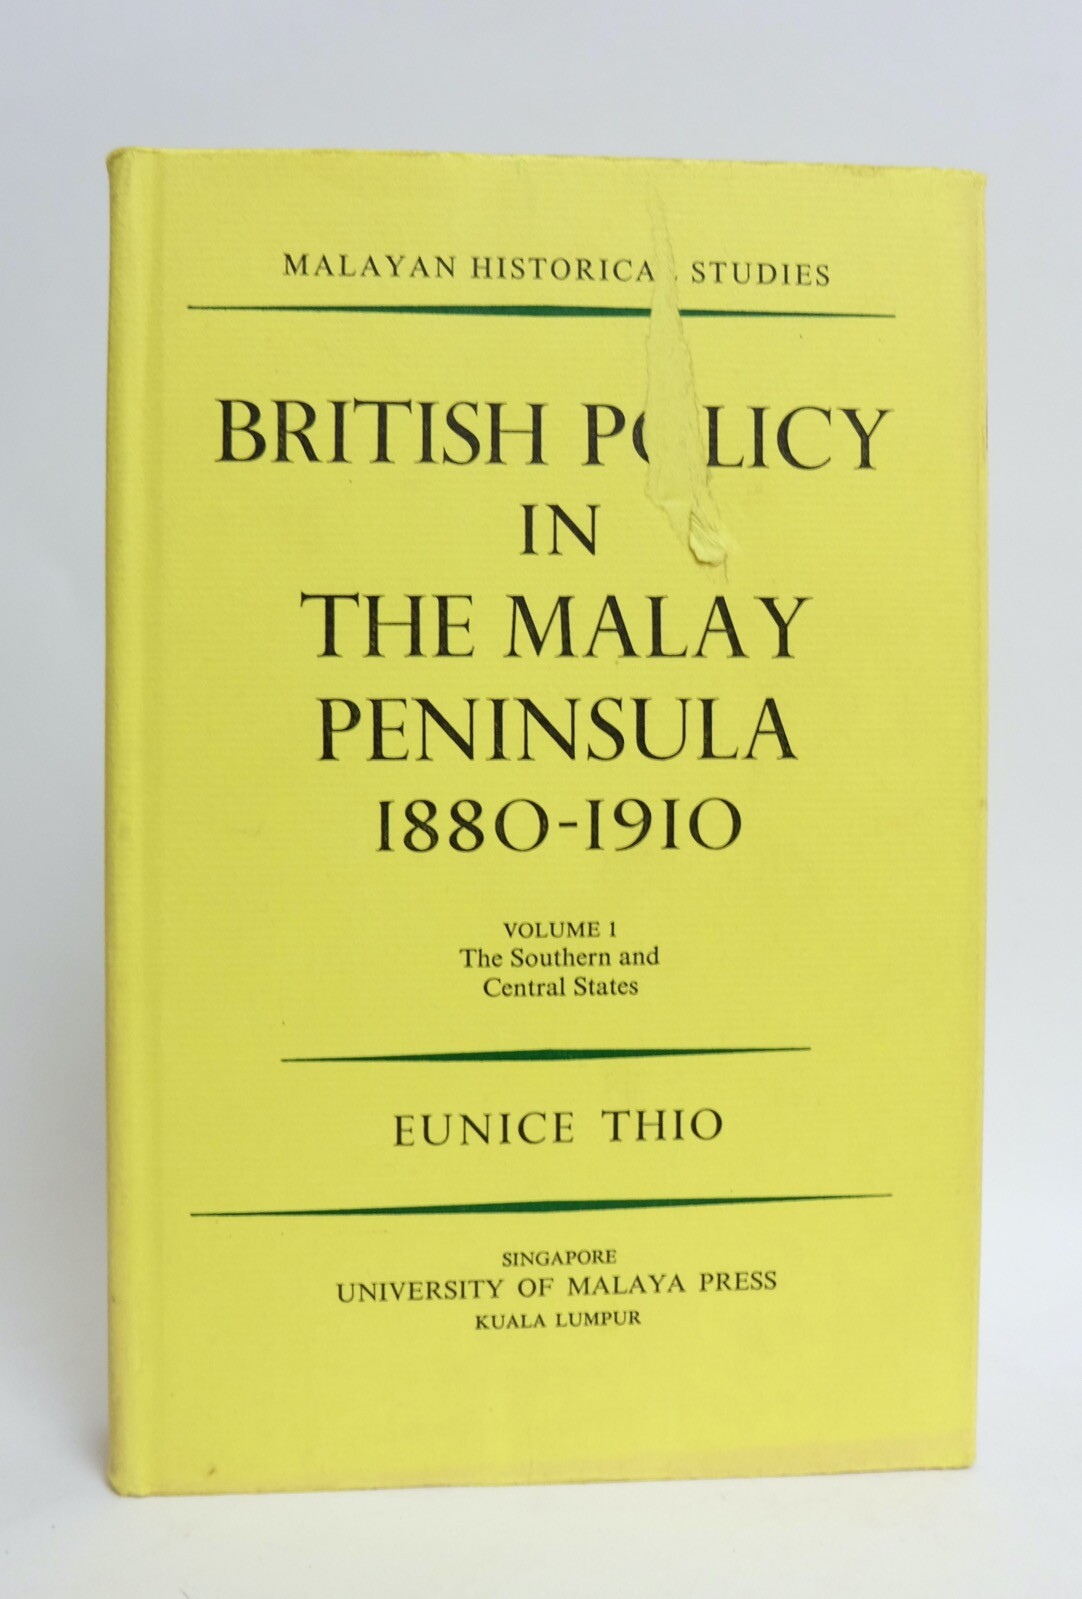 MALAYAN HISTORICAL STUDIES
BRITISH POLICY
IN
THE MALAY
PENINSULA
1880-1910
VOLUME 1
The Southern and
Central States
EUNICE THIO
SINGAPORE
UNIVERSITY OF MALAYA PRESS
KUALA LUMPUR